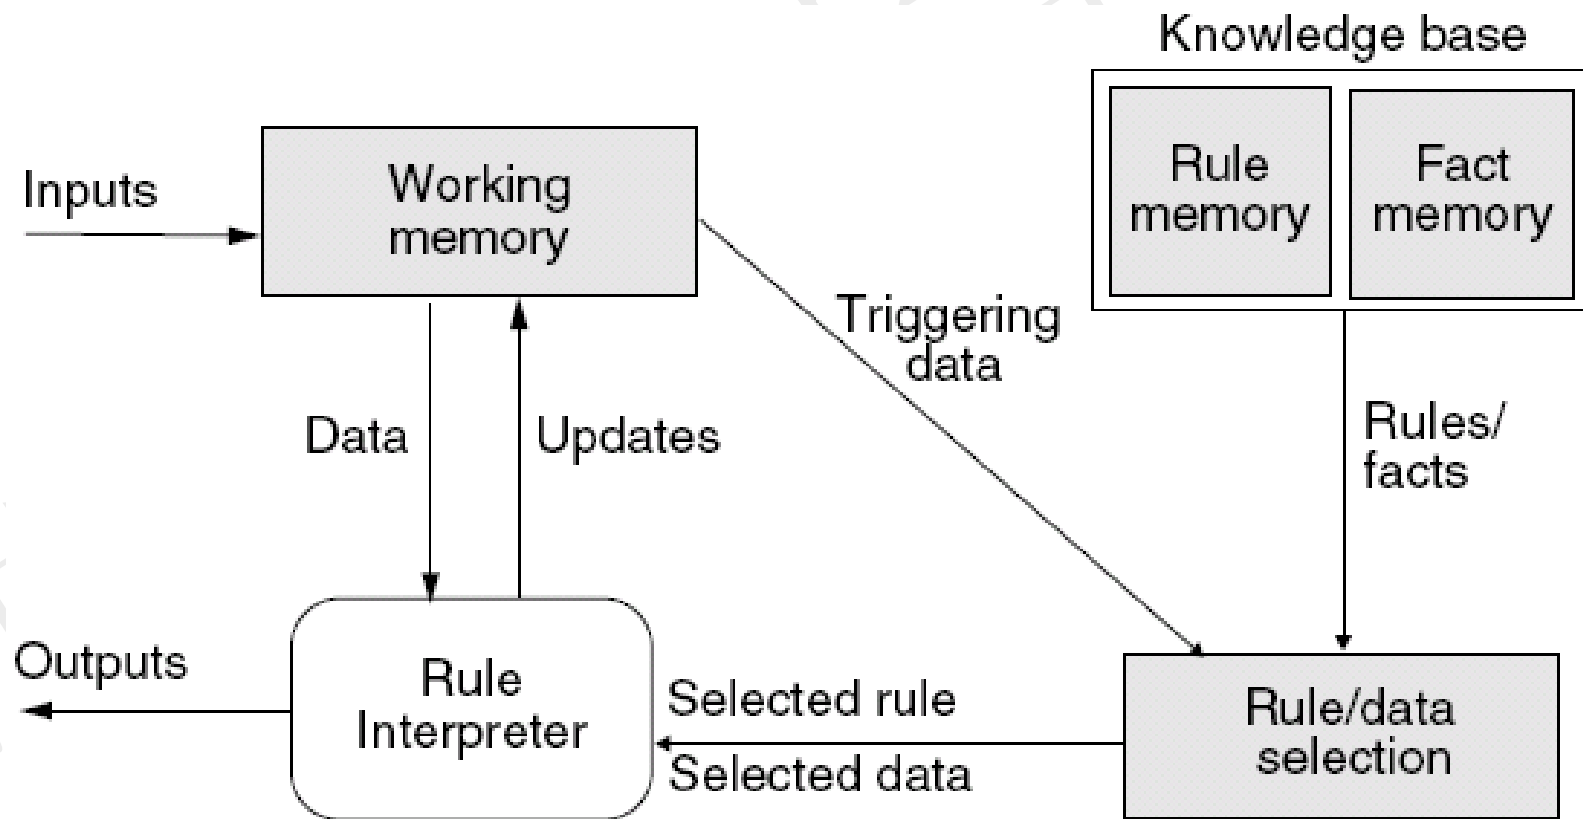 Knowledge base
Inputs
Working
memory
Rule
memory
Fact
memory
Triggering
data
Data
Updates
Rules/
facts
Outputs
Rule
Interpreter
Selected rule
Selected data
Rule/data
selection